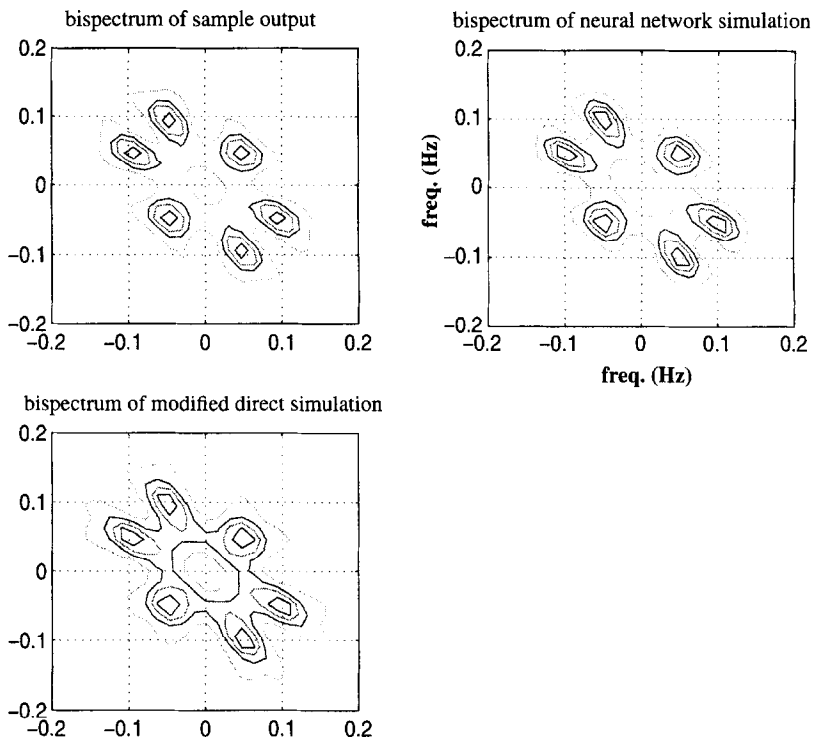 bispectrum of sample output
0.2
0.1
0
−0.1
−0.2
−0.2 −0.1 0 0.1 0.2
bispectrum of neural network simulation
0.2
0.1
0
−0.1
−0.2
freq. (Hz)
−0.2 −0.1 0 0.1 0.2
freq. (Hz)
bispectrum of modified direct simulation
0.2
0.1
0
−0.1
−0.2
−0.2 −0.1 0 0.1 0.2